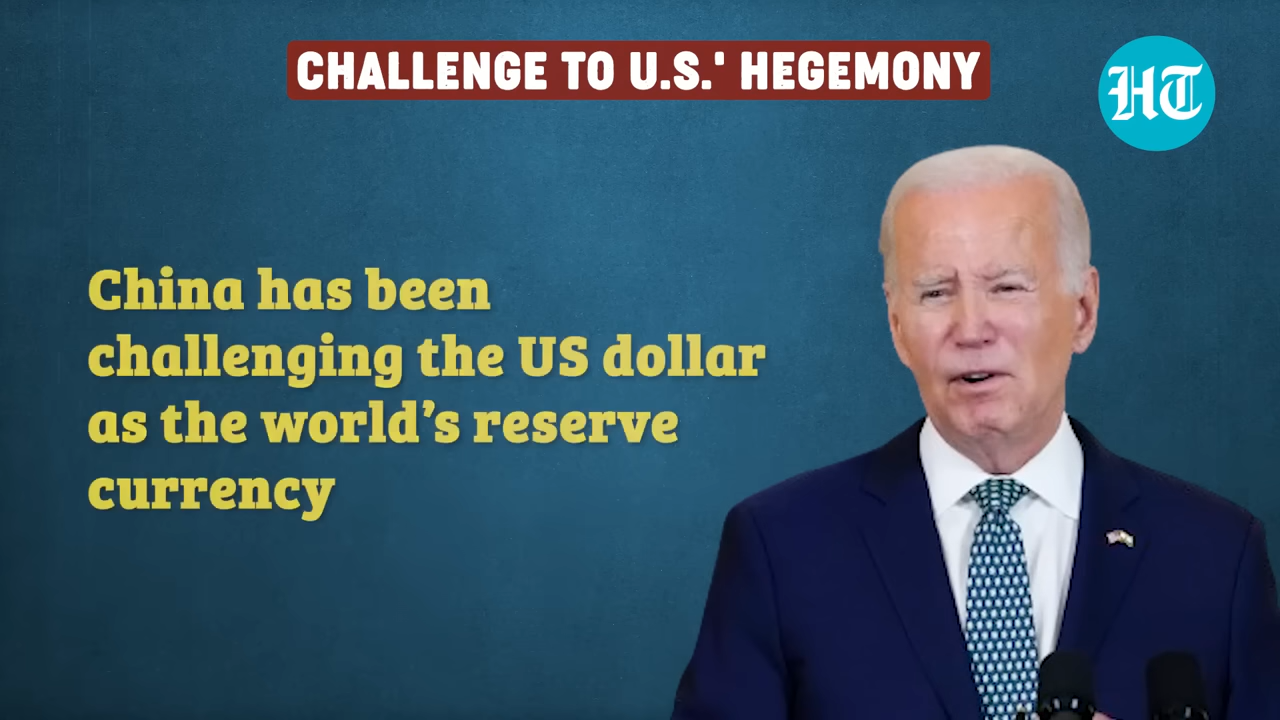 CHALLENGE TO U.S.' HEGEMONY
HT
China has been
challenging the US dollar
as the world’s reserve
currency